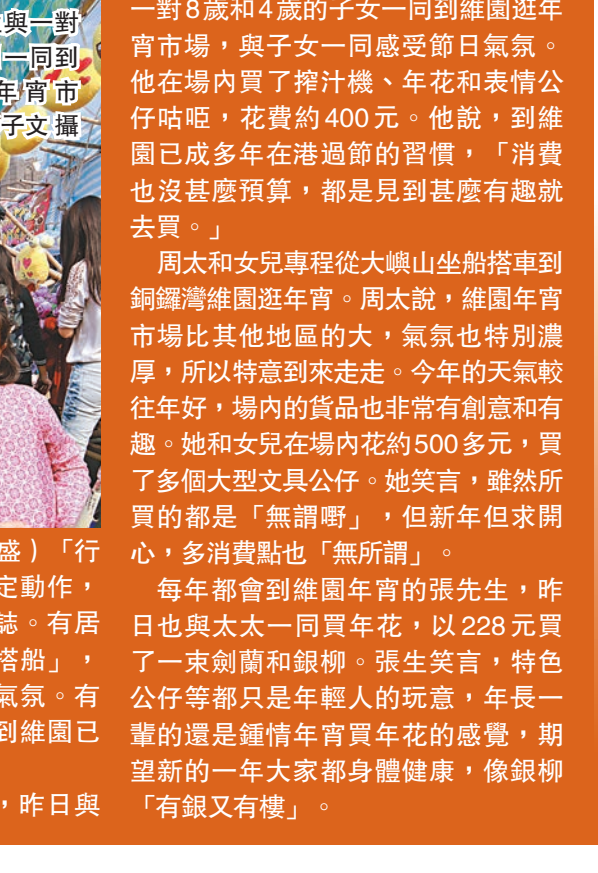 與一對
一同到
年宵市
子文 攝
盛）「行
定動作，
誌。有居
搭船」，
氣氛。有
到維園已
，昨日與
一對8歲和4歲的子女一同到維園逛年
宵市場，與子女一同感受節日氣氛。
他在場內買了搾汁機、年花和表情公
仔咕𠱸，花費約400元。他說，到維
園已成多年在港過節的習慣，「消費
也沒甚麼預算，都是見到甚麼有趣就
去買。」
周太和女兒專程從大嶼山坐船搭車到
銅鑼灣維園逛年宵。周太說，維園年宵
市場比其他地區的大，氣氛也特別濃
厚，所以特意到來走走。今年的天氣較
往年好，場內的貨品也非常有創意和有
趣。她和女兒在場內花約500多元，買
了多個大型文具公仔。她笑言，雖然所
買的都是「無謂嘢」，但新年但求開
心，多消費點也「無所謂」。
每年都會到維園年宵的張先生，昨
日也與太太一同買年花，以228元買
了一束劍蘭和銀柳。張生笑言，特色
公仔等都只是年輕人的玩意，年長一
輩的還是鍾情年宵買年花的感覺，期
望新的一年大家都身體健康，像銀柳
「有銀又有樓」。